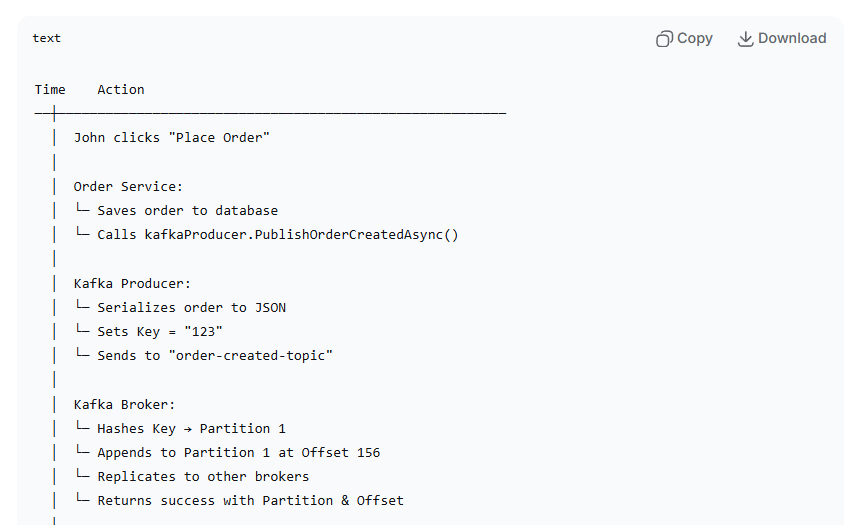 text
Copy
Download
Time    Action
John clicks "Place Order"
Order Service:
└─ Saves order to database
└─ Calls kafkaProducer.PublishOrderCreatedAsync()
Kafka Producer:
└─ Serializes order to JSON
└─ Sets Key = "123"
└─ Sends to "order-created-topic"
Kafka Broker:
└─ Hashes Key → Partition 1
└─ Appends to Partition 1 at Offset 156
└─ Replicates to other brokers
└─ Returns success with Partition & Offset